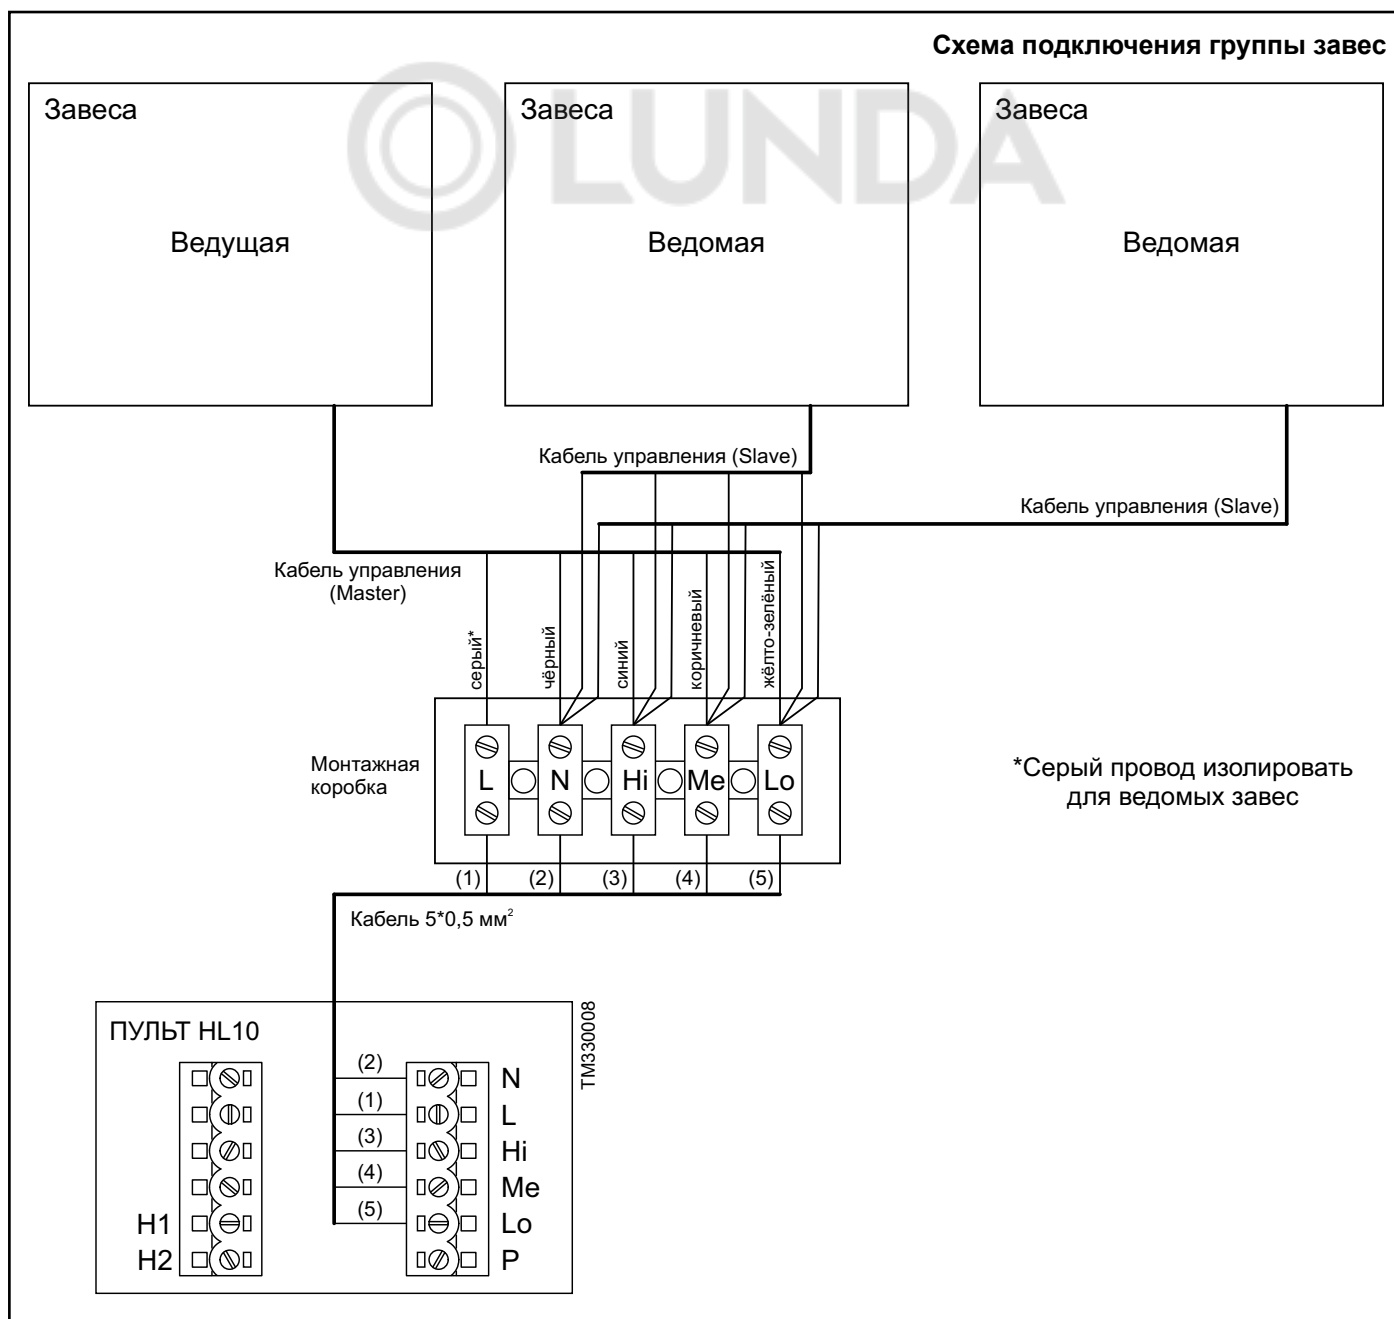 Схема подключения группы завес
LUNDA
Завеса
Завеса
Завеса
Ведущая
Ведомая
Ведомая
Кабель управления (Slave)
Кабель управления (Slave)
Кабель управления
(Master)
серый*
чёрный
синий
коричневый
жёлто-зелёный
Монтажная
коробка
L
N
Hi
Me
Lo
*Серый провод изолировать
для ведомых завес
(1)
(2)
(3)
(4)
(5)
Кабель 5*0,5 мм²
ПУЛЬТ HL10
TM330008
(2)
N
(1)
L
(3)
Hi
(4)
Me
(5)
H1
Lo
H2
P